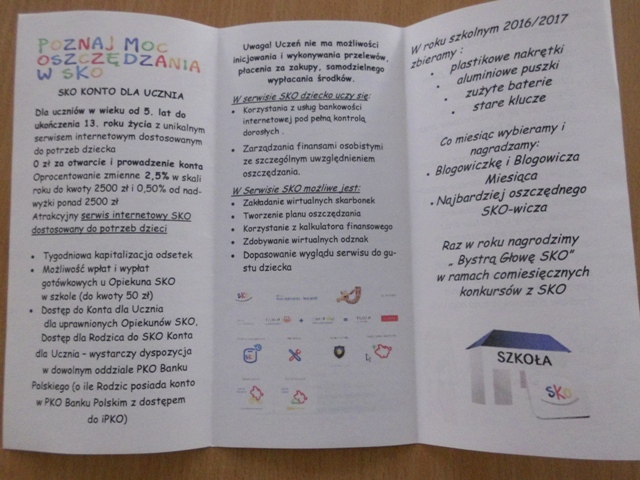 POZNAJ MOC
OSZCZĘDZANIA
W SKO
SKO KONTO DLA UCZNIA
Dla uczniów w wieku od 5. lat do
ukończenia 13. roku życia z unikalnym
serwisem internetowym dostosowanym
do potrzeb dziecka
0 zł za otwarcie i prowadzenie konta
Oprocentowanie zmienne 2,5% w skali
roku do kwoty 2500 zł i 0,50% od nad-
wyżki ponad 2500 zł
Atrakcyjny serwis internetowy SKO
dostosowany do potrzeb dzieci
• Tygodniowa kapitalizacja odsetek
• Możliwość wpłat i wypłat
gotówkowych u Opiekuna SKO
w szkole (do kwoty 50 zł)
• Dostęp do Konta dla Ucznia
dla uprawnionych Opiekunów SKO,
Dostęp dla Rodzica do SKO Konta
dla Ucznia – wystarczy dyspozycja
w dowolnym oddziale PKO Banku
Polskiego (o ile Rodzic posiada konto
w PKO Banku Polskim z dostępem
do iPKO)
Uwaga! Uczeń nie ma możliwości
inicjowania i wykonywania przelewów,
płacenia za zakupy, samodzielnego
wypłacania środków.
W serwisie SKO dziecko uczy się:
• Korzystania z usług bankowości
internetowej pod pełną kontrolą
dorosłych .
• Zarządzania finansami osobistymi
ze szczególnym uwzględnieniem
oszczędzania.
W Serwisie SKO możliwe jest:
• Zakładanie wirtualnych skarbonek
• Tworzenie planu oszczędzania
• Korzystanie z kalkulatora finansowego
• Zdobywanie wirtualnych odznak
• Dopasowanie wyglądu serwisu do gu-
stu dziecka
W roku szkolnym 2016/2017
zbieramy :
• plastikowe nakrętki
• aluminiowe puszki
• zużyte baterie
• stare klucze
Co miesiąc wybieramy i
nagradzamy:
• Blogowiczkę i Blogowicza
Miesiąca
• Najbardziej oszczędnego
SKO-wicza
Raz w roku nagrodzimy
„ Bystrą Głowę SKO"
w ramach comiesięcznych
konkursów z SKO
SZKOŁA
SKO